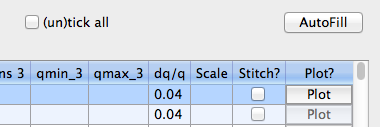 (un)tick all AutoFill
ns 3 qmin_3 qmax_3 dq/q Scale Stitch? Plot?
0.04 Plot
0.04 Plot